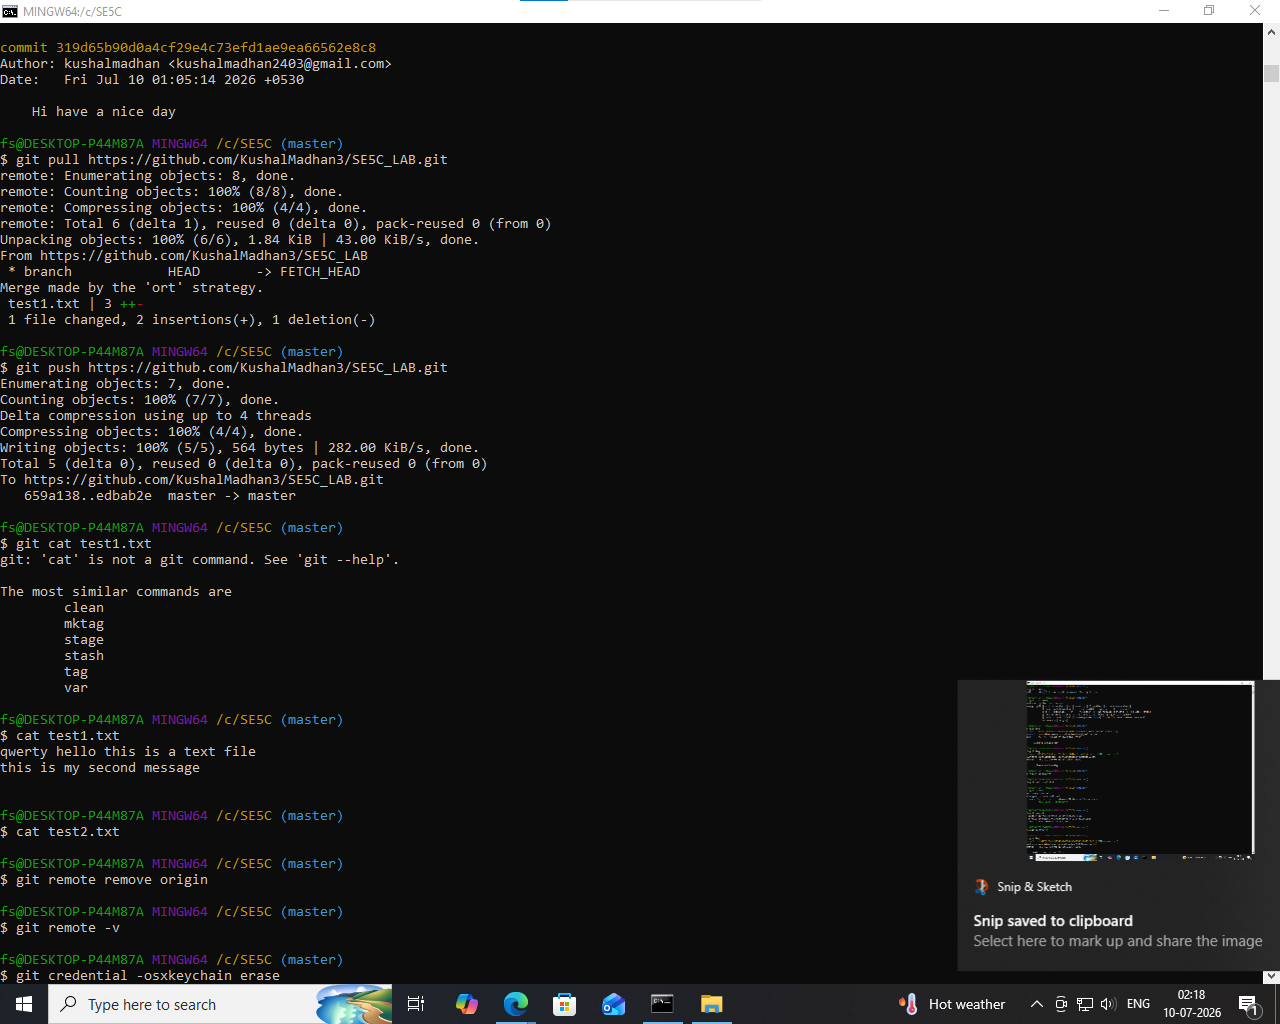 MINGW64:/c/SE5C
commit 319d65b90d0a4cf29e4c73efd1ae9ea66562e8c8
Author: kushalmadhan <kushalmadhan2403@gmail.com>
Date:   Fri Jul 10 01:05:14 2026 +0530
    Hi have a nice day
fs@DESKTOP-P44M87A MINGW64 /c/SE5C (master)
$ git pull https://github.com/KushalMadhan3/SE5C_LAB.git
remote: Enumerating objects: 8, done.
remote: Counting objects: 100% (8/8), done.
remote: Compressing objects: 100% (4/4), done.
remote: Total 6 (delta 1), reused 0 (delta 0), pack-reused 0 (from 0)
Unpacking objects: 100% (6/6), 1.84 KiB | 43.00 KiB/s, done.
From https://github.com/KushalMadhan3/SE5C_LAB
 * branch            HEAD       -> FETCH_HEAD
Merge made by the 'ort' strategy.
 test1.txt | 3 ++-
 1 file changed, 2 insertions(+), 1 deletion(-)
fs@DESKTOP-P44M87A MINGW64 /c/SE5C (master)
$ git push https://github.com/KushalMadhan3/SE5C_LAB.git
Enumerating objects: 7, done.
Counting objects: 100% (7/7), done.
Delta compression using up to 4 threads
Compressing objects: 100% (4/4), done.
Writing objects: 100% (5/5), 564 bytes | 282.00 KiB/s, done.
Total 5 (delta 0), reused 0 (delta 0), pack-reused 0 (from 0)
To https://github.com/KushalMadhan3/SE5C_LAB.git
   659a138..edbab2e  master -> master
fs@DESKTOP-P44M87A MINGW64 /c/SE5C (master)
$ git cat test1.txt
git: 'cat' is not a git command. See 'git --help'.
The most similar commands are
        clean
        mktag
        stage
        stash
        tag
        var
fs@DESKTOP-P44M87A MINGW64 /c/SE5C (master)
$ cat test1.txt
qwerty hello this is a text file
this is my second message
fs@DESKTOP-P44M87A MINGW64 /c/SE5C (master)
$ cat test2.txt
fs@DESKTOP-P44M87A MINGW64 /c/SE5C (master)
$ git remote remove origin
fs@DESKTOP-P44M87A MINGW64 /c/SE5C (master)
$ git remote -v
fs@DESKTOP-P44M87A MINGW64 /c/SE5C (master)
$ git credential -osxkeychain erase
Snip & Sketch
Snip saved to clipboard
Select here to mark up and share the image
Type here to search
Hot weather
ENG
02:18
10-07-2026
1